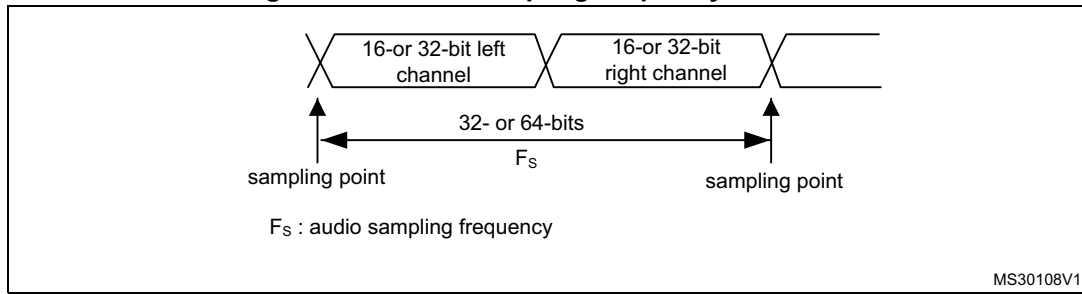 16-or 32-bit left
channel
16-or 32-bit
right channel
32- or 64-bits
FS
sampling point
sampling point
FS : audio sampling frequency
MS30108V1